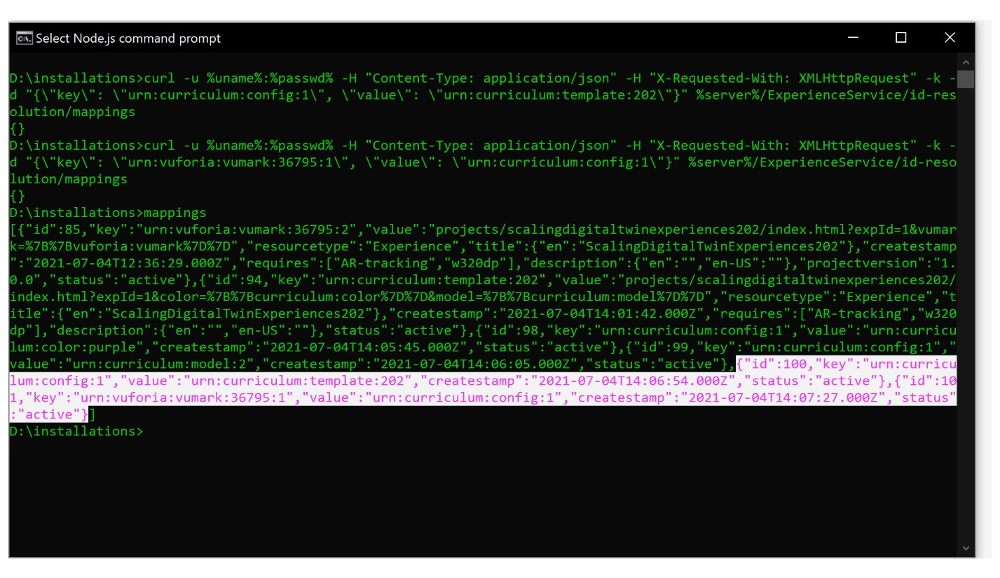 Select Node.js command prompt
D:\installations>curl -u %uname%:%passwd% -H "Content-Type: application/json" -H "X-Requested-With: XMLHttpRequest" -k -
d "{\"key\": \"urn:curriculum:config:1\", \"value\": \"urn:curriculum:template:202\"}" %server%/ExperienceService/id-res
olution/mappings
{}
D:\installations>curl -u %uname%:%passwd% -H "Content-Type: application/json" -H "X-Requested-With: XMLHttpRequest" -k -
d "{\"key\": \"urn:vuforia:vumark:36795:1\", \"value\": \"urn:curriculum:config:1\"}" %server%/ExperienceService/id-reso
lution/mappings
{}
D:\installations>mappings
[{"id":85,"key":"urn:vuforia:vumark:36795:2","value":"projects/scalingdigitaltwinexperiences202/index.html?expId=1&vumar
k=%7B%7Bvuforia:vumark%7D%7D","resourcetype":"Experience","title":{"en":"ScalingDigitalTwinExperiences202"},"createstamp
":"2021-07-04T12:36:29.000Z","requires":["AR-tracking","w320dp"],"description":{"en":"","en-US":""},"projectversion":"1.
0.0","status":"active"},{"id":94,"key":"urn:curriculum:template:202","value":"projects/scalingdigitaltwinexperiences202/
index.html?expId=1&color=%7B%7Bcurriculum:color%7D%7D&model=%7B%7Bcurriculum:model%7D%7D","resourcetype":"Experience","t
itle":{"en":"ScalingDigitalTwinExperiences202"},"createstamp":"2021-07-04T14:01:42.000Z","requires":["AR-tracking","w320
dp"],"description":{"en":"","en-US":""},"status":"active"},{"id":98,"key":"urn:curriculum:config:1","value":"urn:curricu
lum:color:purple","createstamp":"2021-07-04T14:05:45.000Z","status":"active"},{"id":99,"key":"urn:curriculum:config:1","
value":"urn:curriculum:model:2","createstamp":"2021-07-04T14:06:05.000Z","status":"active"},{"id":100,"key":"urn:curricu
lum:config:1","value":"urn:curriculum:template:202","createstamp":"2021-07-04T14:06:54.000Z","status":"active"},{"id":10
1,"key":"urn:vuforia:vumark:36795:1","value":"urn:curriculum:config:1","createstamp":"2021-07-04T14:07:27.000Z","status"
:"active"}]
D:\installations>